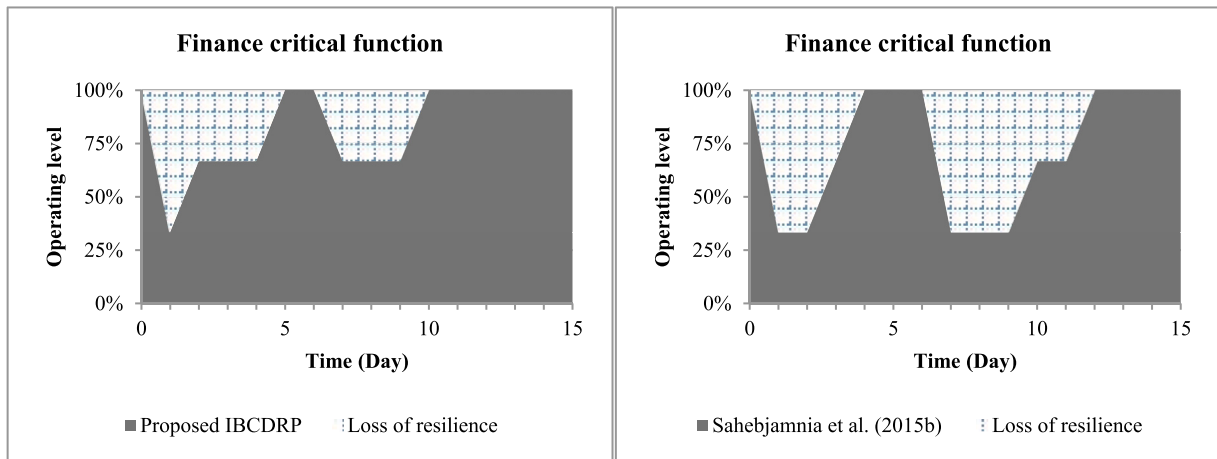 Finance critical function
100%
75%
50%
25%
0%
Operating level
0 5 10 15
Time (Day)
Proposed IBCDRP Loss of resilience
Finance critical function
100%
75%
50%
25%
0%
Operating level
0 5 10 15
Time (Day)
Sahebjamnia et al. (2015b) Loss of resilience